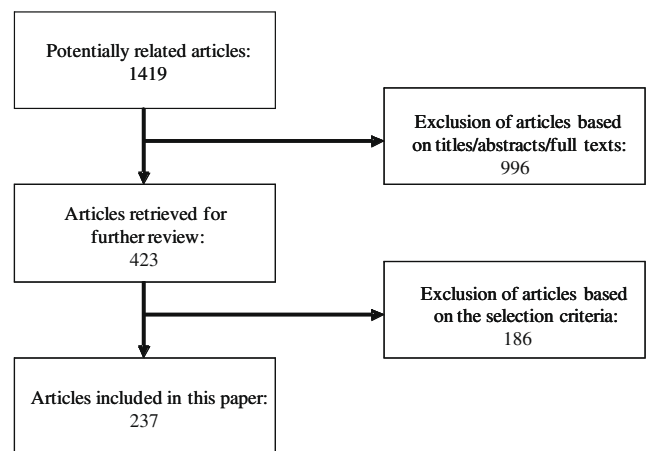 Potentially related articles:
1419
Exclusion of articles based
on titles/abstracts/full texts:
996
Articles retrieved for
further review:
423
Exclusion of articles based
on the selection criteria:
186
Articles included in this paper:
237